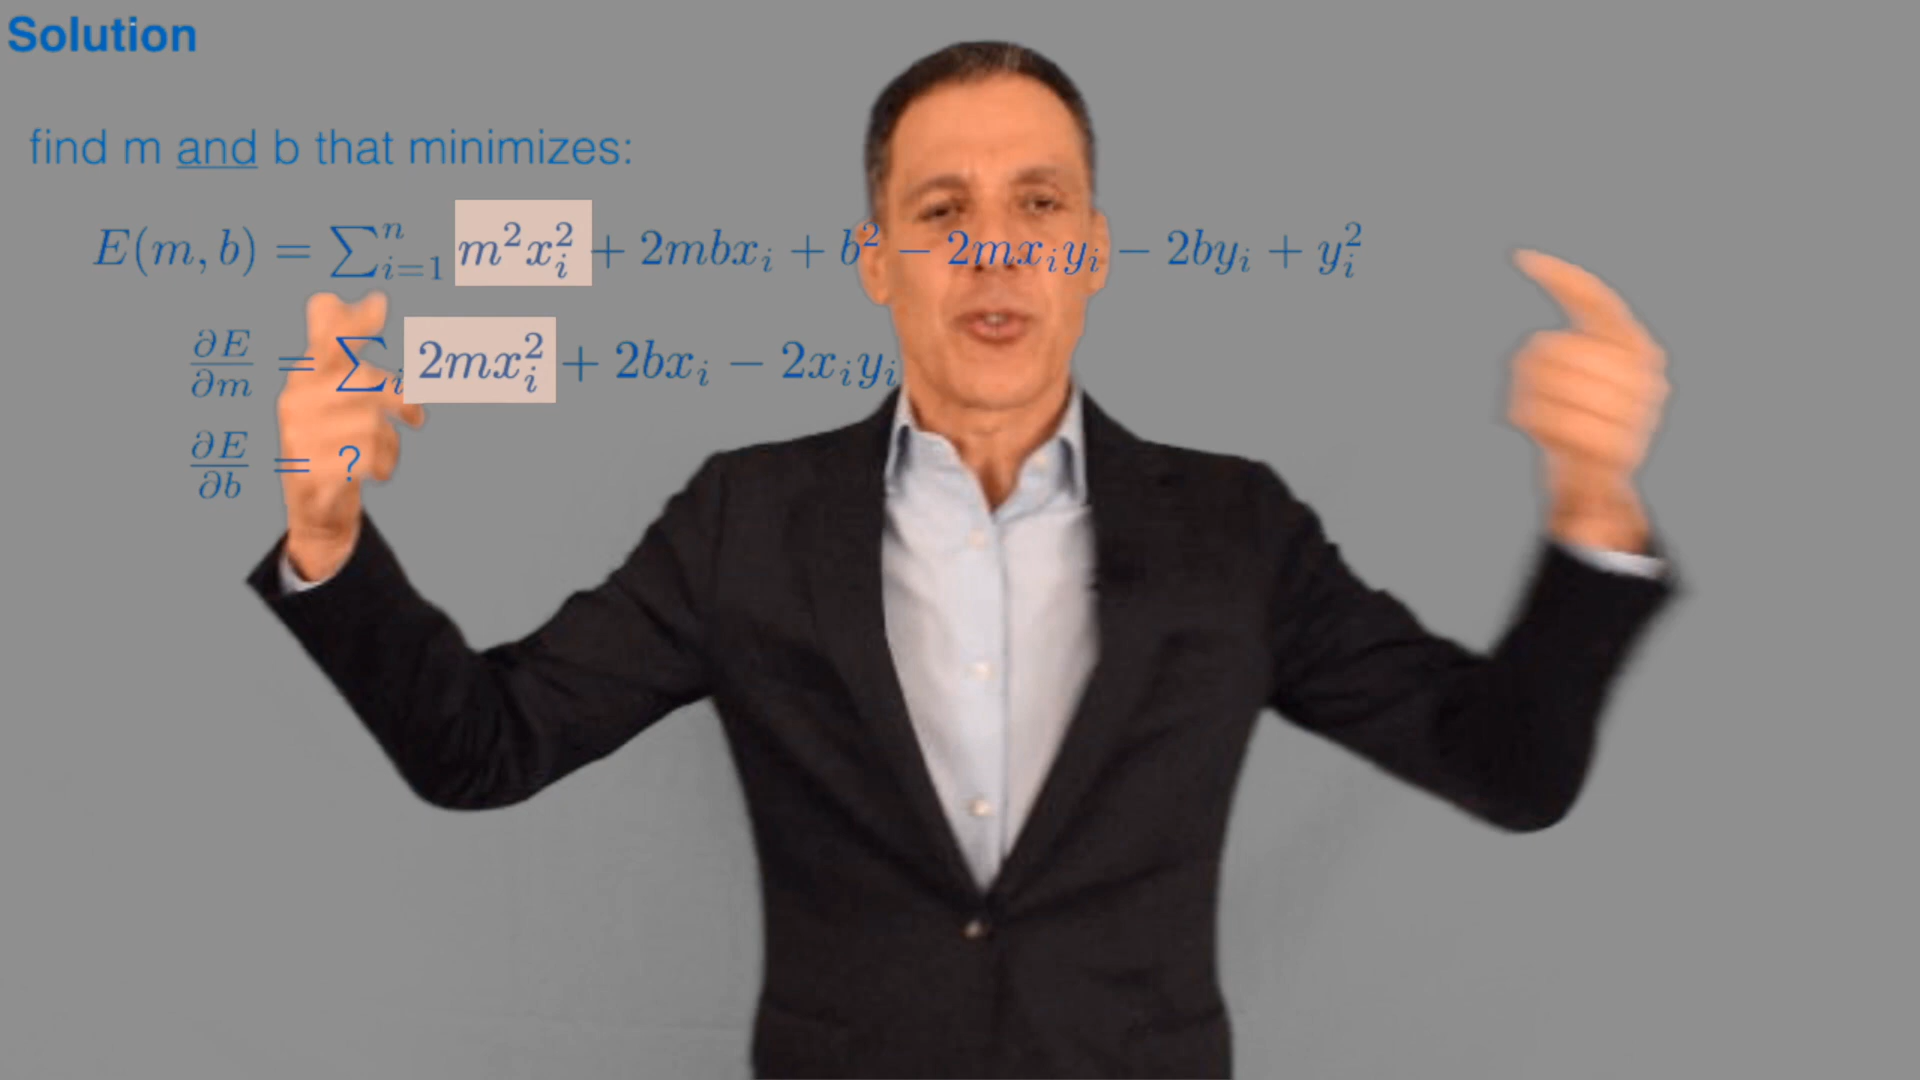 Solution
find m and b that minimizes:
E(m, b) = ∑ⁿᵢ₌₁ m²xᵢ² + 2mbxᵢ + b² − 2mxᵢyᵢ − 2byᵢ + yᵢ²
∂E/∂m = ∑ᵢ 2mxᵢ² + 2bxᵢ − 2xᵢyᵢ
∂E/∂b = ?